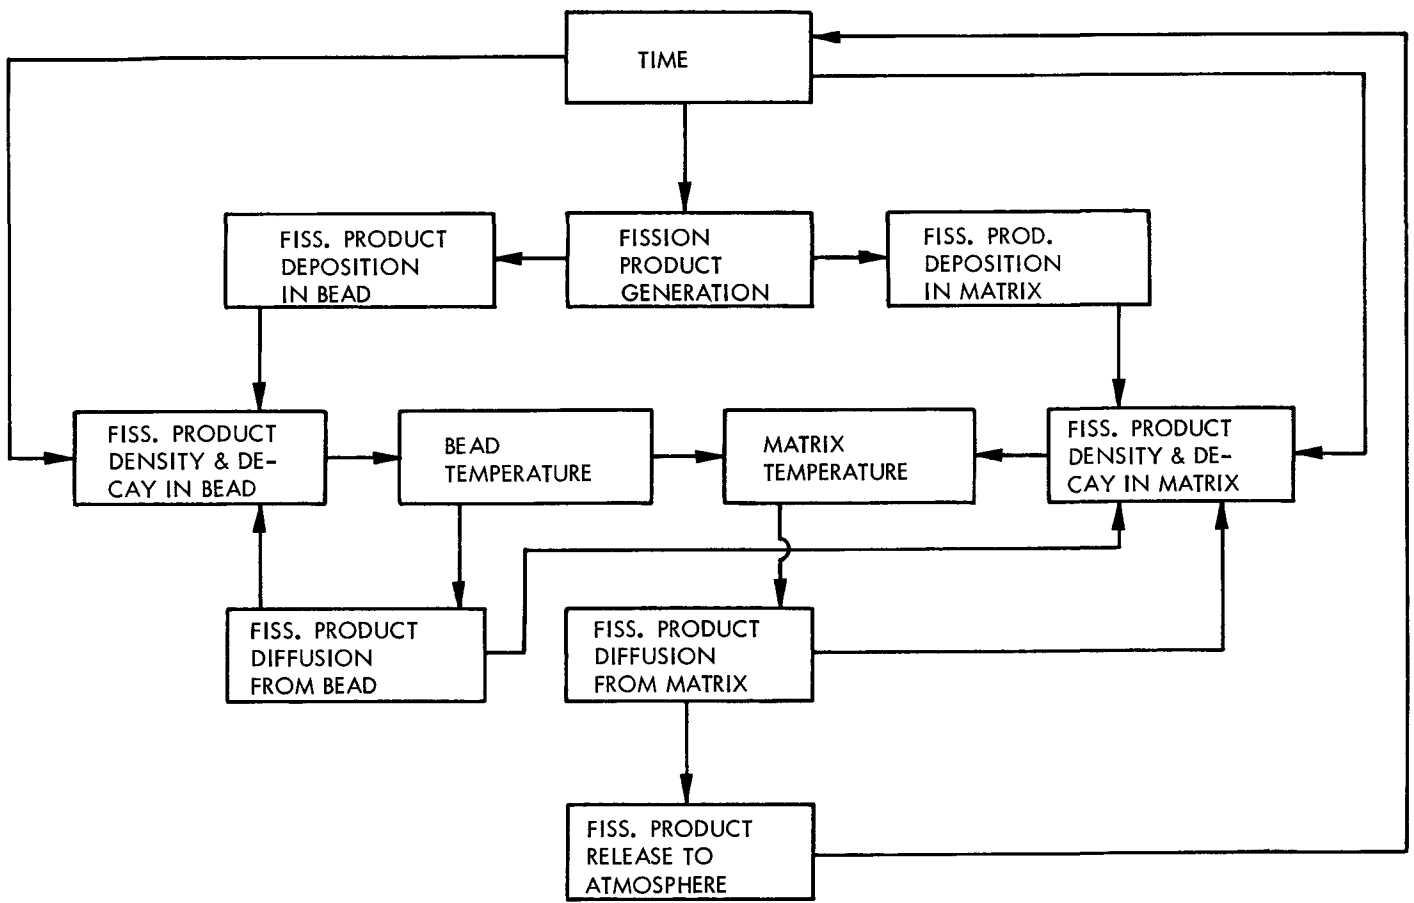 TIME
FISS. PRODUCT
DEPOSITION
IN BEAD
FISSION
PRODUCT
GENERATION
FISS. PROD.
DEPOSITION
IN MATRIX
FISS. PRODUCT
DENSITY & DE-
CAY IN BEAD
BEAD
TEMPERATURE
MATRIX
TEMPERATURE
FISS. PRODUCT
DENSITY & DE-
CAY IN MATRIX
FISS. PRODUCT
DIFFUSION
FROM BEAD
FISS. PRODUCT
DIFFUSION
FROM MATRIX
FISS. PRODUCT
RELEASE TO
ATMOSPHERE